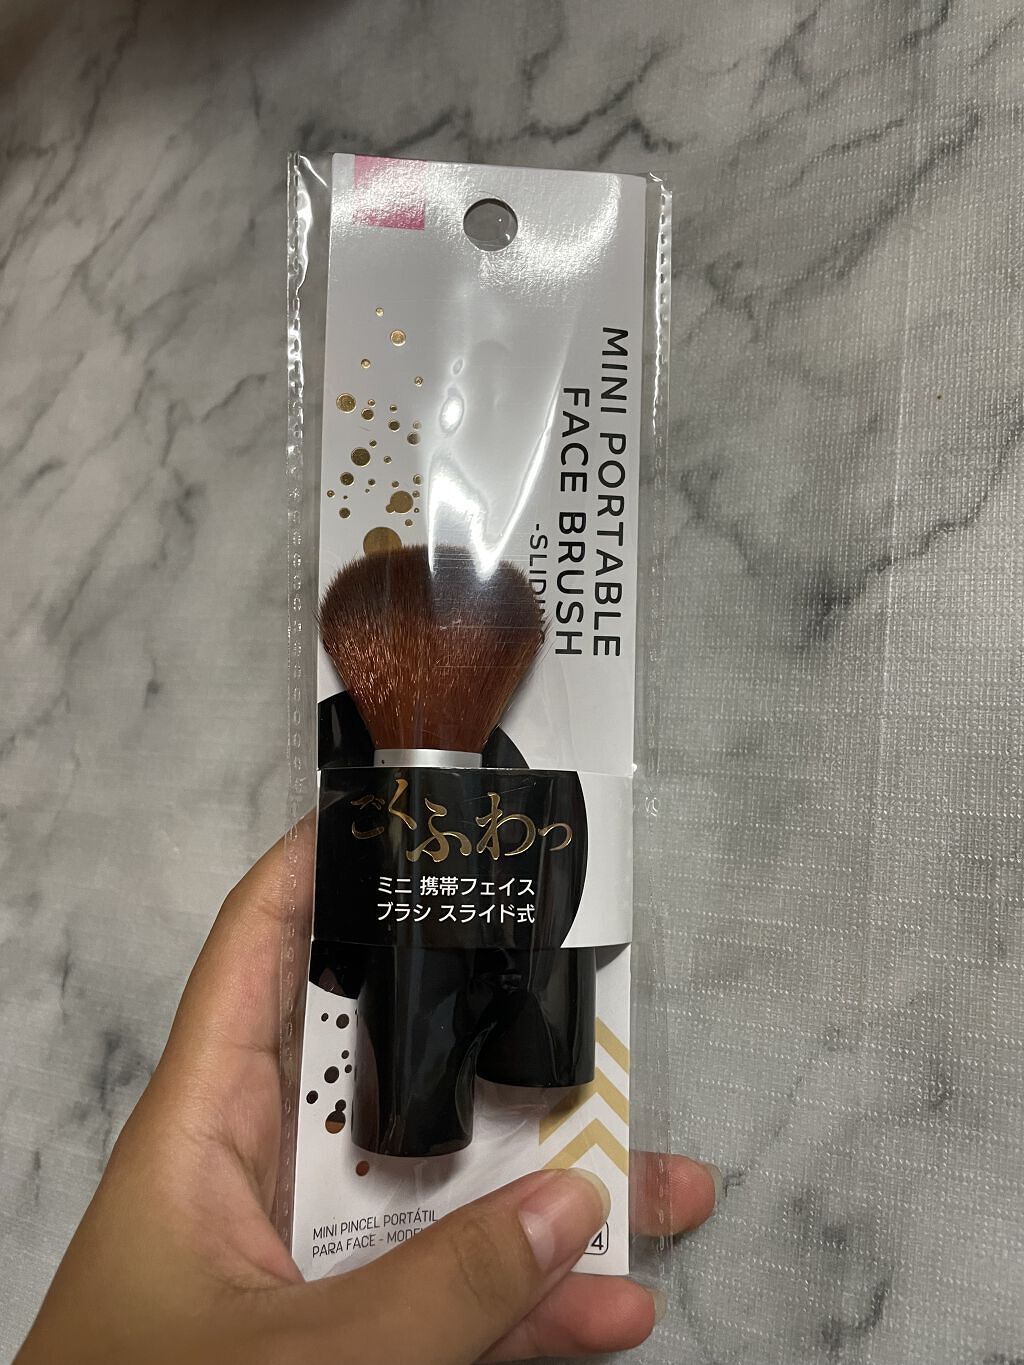 MINI PORTABLE
FACE BRUSH
ごくふわっ
ミニ 携帯フェイス
ブラシ スライド式
MINI PINCEL PORTÁTIL
PARA FACE -